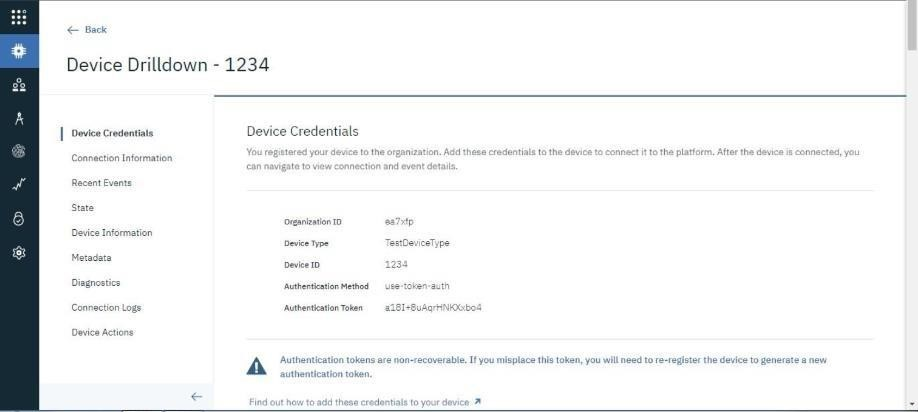 Back
Device Drilldown - 1234
Device Credentials
Connection Information
Recent Events
State
Device Information
Metadata
Diagnostics
Connection Logs
Device Actions
Device Credentials
You registered your device to the organization. Add these credentials to the device to connect it to the platform. After the device is connected, you
can navigate to view connection and event details.
Organization ID ea7xfp
Device Type TestDeviceType
Device ID 1234
Authentication Method use-token-auth
Authentication Token a18I+8uAqrHNKXxbo4
Authentication tokens are non-recoverable. If you misplace this token, you will need to re-register the device to generate a new
authentication token.
Find out how to add these credentials to your device